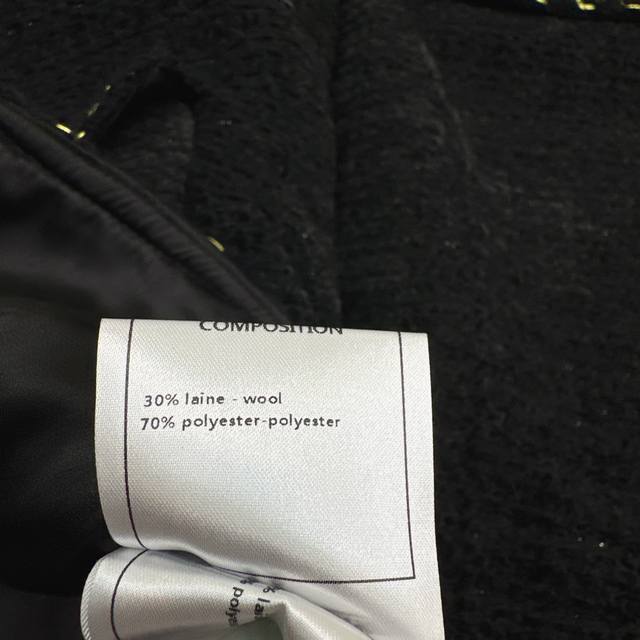 COMPOSITION
30% laine - wool
70% polyester-polyester